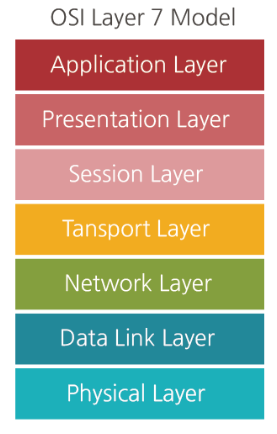 OSI Layer 7 Model
Application Layer
Presentation Layer
Session Layer
Tansport Layer
Network Layer
Data Link Layer
Physical Layer